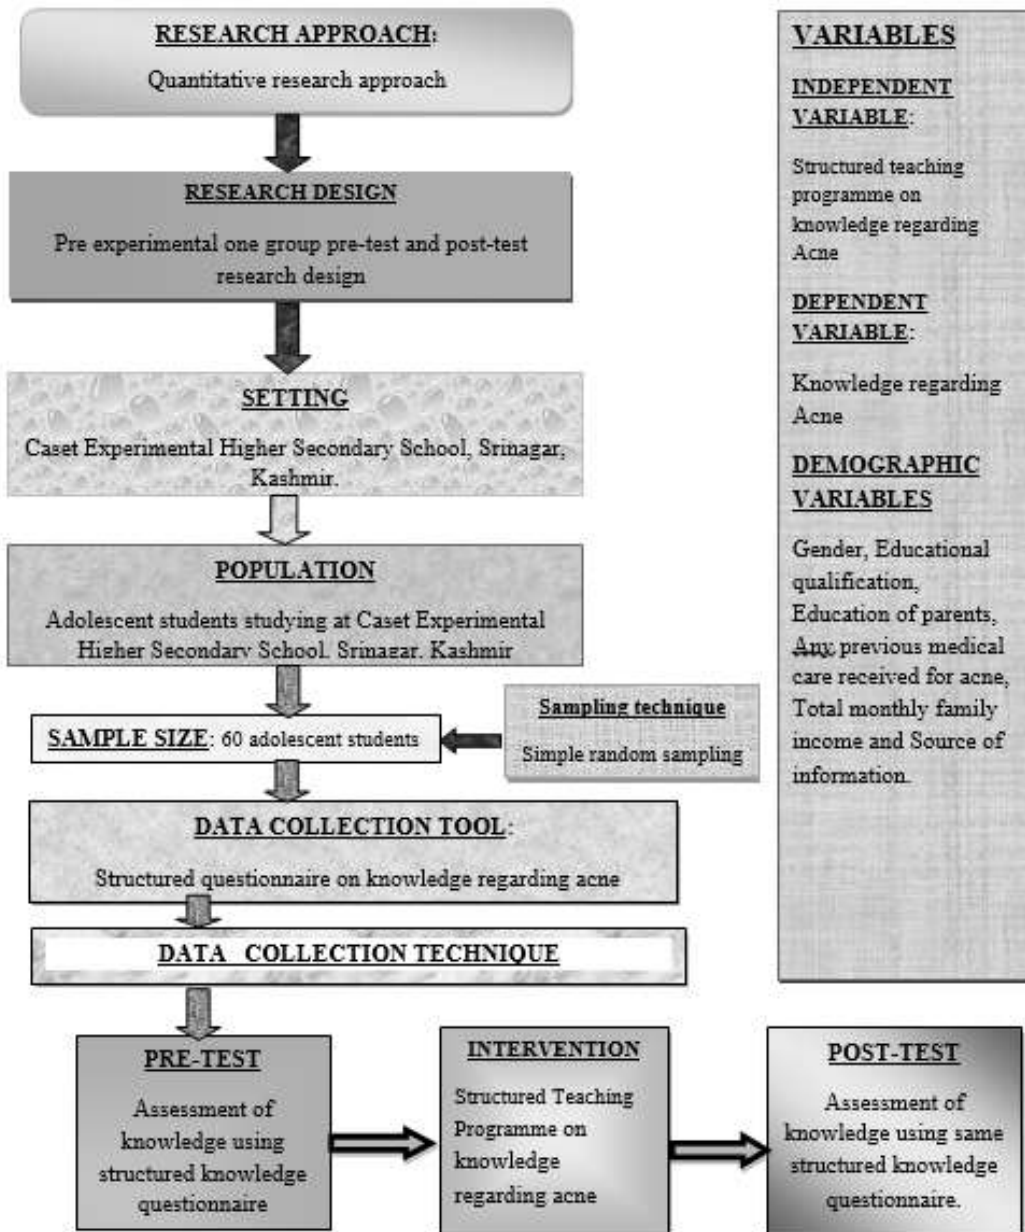 RESEARCH APPROACH:
Quantitative research approach
RESEARCH DESIGN
Pre experimental one group pre-test and post-test
research design
SETTING
Caset Experimental Higher Secondary School, Srinagar,
Kashmir.
POPULATION
Adolescent students studying at Caset Experimental
Higher Secondary School, Srinagar, Kashmir
SAMPLE SIZE: 60 adolescent students
Sampling technique
Simple random sampling
DATA COLLECTION TOOL:
Structured questionnaire on knowledge regarding acne
DATA COLLECTION TECHNIQUE
PRE-TEST
Assessment of
knowledge using
structured knowledge
questionnaire
INTERVENTION
Structured Teaching
Programme on
knowledge
regarding acne
POST-TEST
Assessment of
knowledge using same
structured knowledge
questionnaire.
VARIABLES
INDEPENDENT
VARIABLE:
Structured teaching
programme on
knowledge regarding
Acne
DEPENDENT
VARIABLE:
Knowledge regarding
Acne
DEMOGRAPHIC
VARIABLES
Gender, Educational
qualification,
Education of parents,
Any previous medical
care received for acne,
Total monthly family
income and Source of
information.